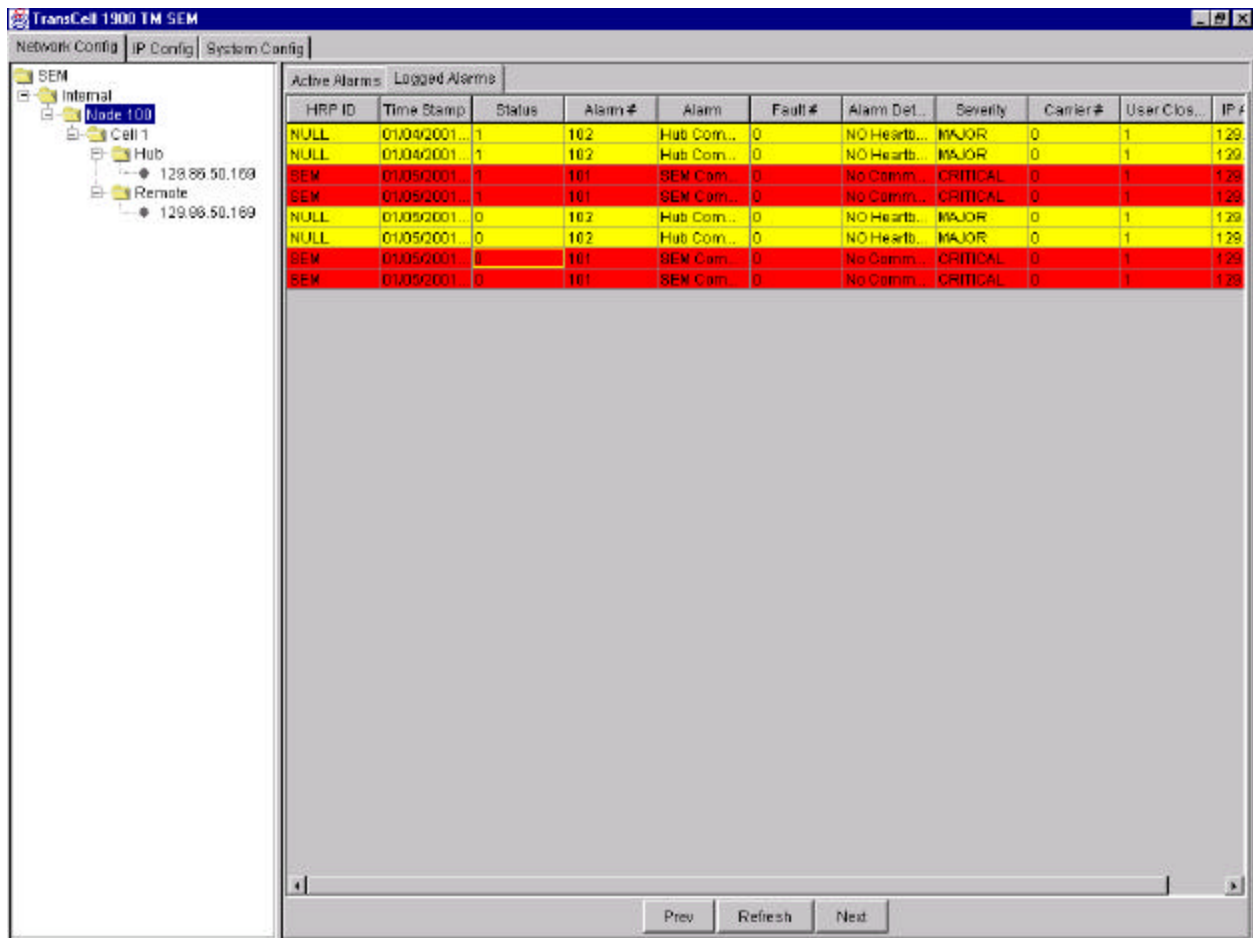 TransCell 1900 TM SEM
Network Config IP Config System Config
SEM
Internal
Node 100
Cell 1
Hub
129.86.50.169
Remote
129.96.50.169
Active Alarms Logged Alarms
HRP ID Time Stamp Status Alarm # Alarm Fault # Alarm Det... Severity Carrier # User Clos... IP A
NULL 01/04/2001... 1 102 Hub Com... 0 NO Heartb... MAJOR 0 1 129.
NULL 01/04/2001... 1 102 Hub Com... 0 NO Heartb... MAJOR 0 1 129.
SEM 01/05/2001... 1 101 SEM Com... 0 No Comm... CRITICAL 0 1 129.
SEM 01/05/2001... 1 101 SEM Com... 0 No Comm... CRITICAL 0 1 129.
NULL 01/05/2001... 0 102 Hub Com... 0 NO Heartb... MAJOR 0 1 129.
NULL 01/05/2001... 0 102 Hub Com... 0 NO Heartb... MAJOR 0 1 129.
SEM 01/05/2001... 0 101 SEM Com... 0 No Comm... CRITICAL 0 1 129.
SEM 01/05/2001... 0 101 SEM Com... 0 No Comm... CRITICAL 0 1 129.
Prev Refresh Next